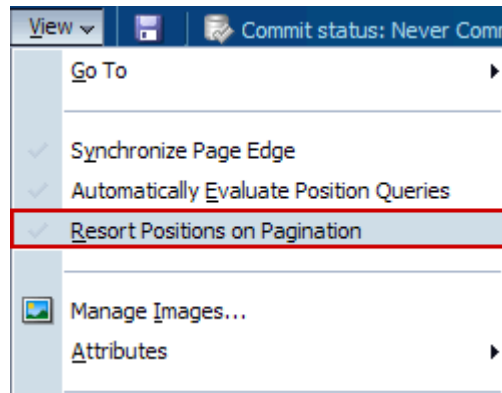 View
Commit status: Never Comm
Go To
Synchronize Page Edge
Automatically Evaluate Position Queries
Resort Positions on Pagination
Manage Images...
Attributes